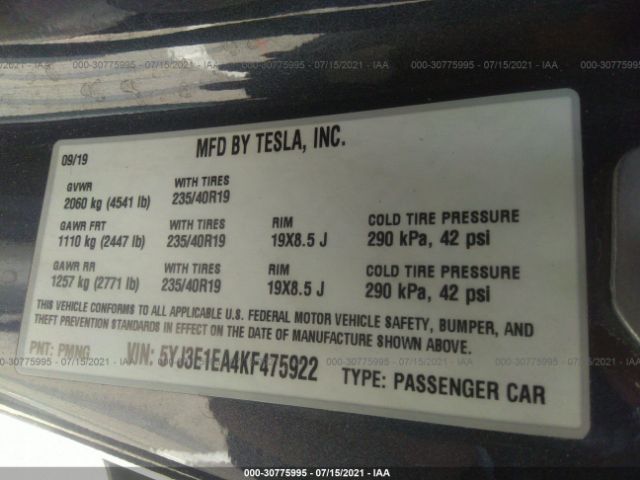 000-30775995 - 07/15/2021 - IAA
MFD BY TESLA, INC.
09/19
GVWR WITH TIRES
2060 kg (4541 lb) 235/40R19
GAWR FRT WITH TIRES RIM COLD TIRE PRESSURE
1110 kg (2447 lb) 235/40R19 19X8.5 J 290 kPa, 42 psi
GAWR RR WITH TIRES RIM COLD TIRE PRESSURE
1257 kg (2771 lb) 235/40R19 19X8.5 J 290 kPa, 42 psi
THIS VEHICLE CONFORMS TO ALL APPLICABLE U.S. FEDERAL MOTOR VEHICLE SAFETY, BUMPER, AND
THEFT PREVENTION STANDARDS IN EFFECT ON THE DATE OF MANUFACTURE SHOWN ABOVE.
PNT: PMNG VIN: 5YJ3E1EA4KF475922 TYPE: PASSENGER CAR
000-30775995 - 07/15/2021 - IAA